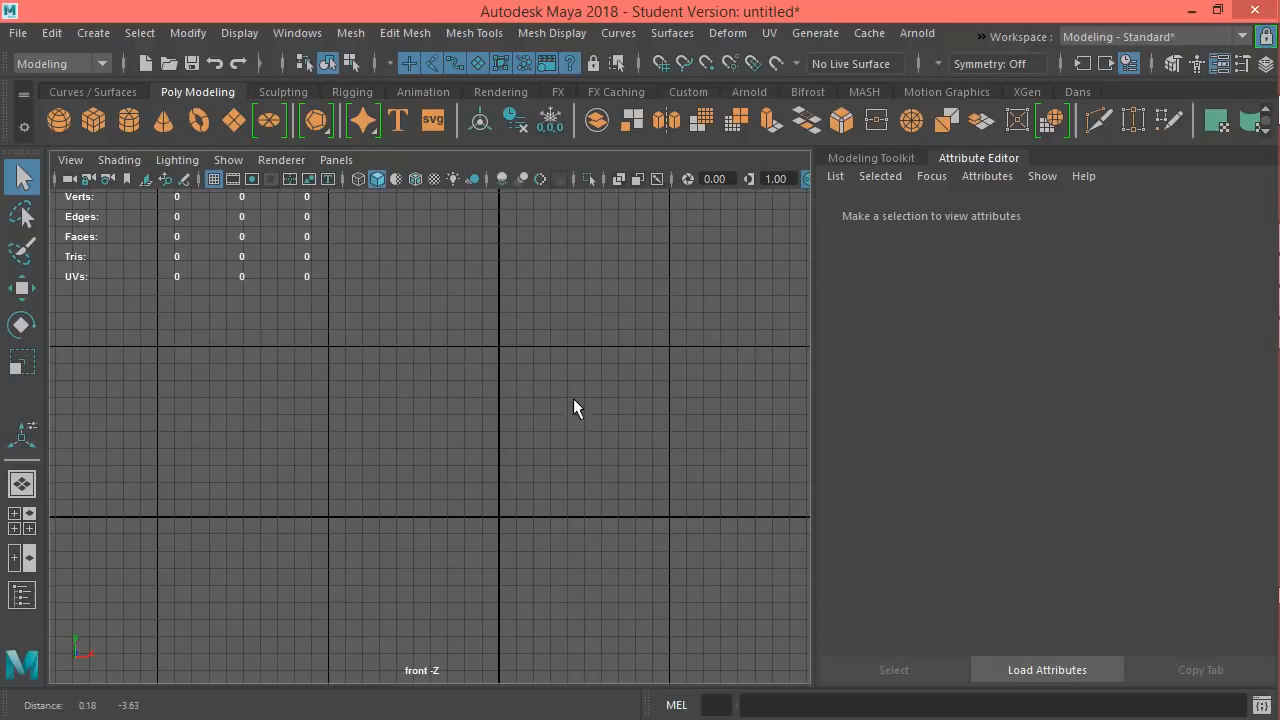 Autodesk Maya 2018 - Student Version: untitled*
File Edit Create Select Modify Display Windows Mesh Edit Mesh Mesh Tools Mesh Display Curves Surfaces Deform UV Generate Cache Arnold » Workspace : Modeling - Standard*
Modeling No Live Surface Symmetry: Off
Curves / Surfaces Poly Modeling Sculpting Rigging Animation Rendering FX FX Caching Custom Arnold Bifrost MASH Motion Graphics XGen Dans
T svg 0,0,0
View Shading Lighting Show Renderer Panels
0.00 1.00
Verts: 0 0 0
Edges: 0 0 0
Faces: 0 0 0
Tris: 0 0 0
UVs: 0 0 0
y
front -Z
Modeling Toolkit Attribute Editor
List Selected Focus Attributes Show Help
Make a selection to view attributes
Select Load Attributes Copy Tab
Distance: 0.18 -3.63 MEL